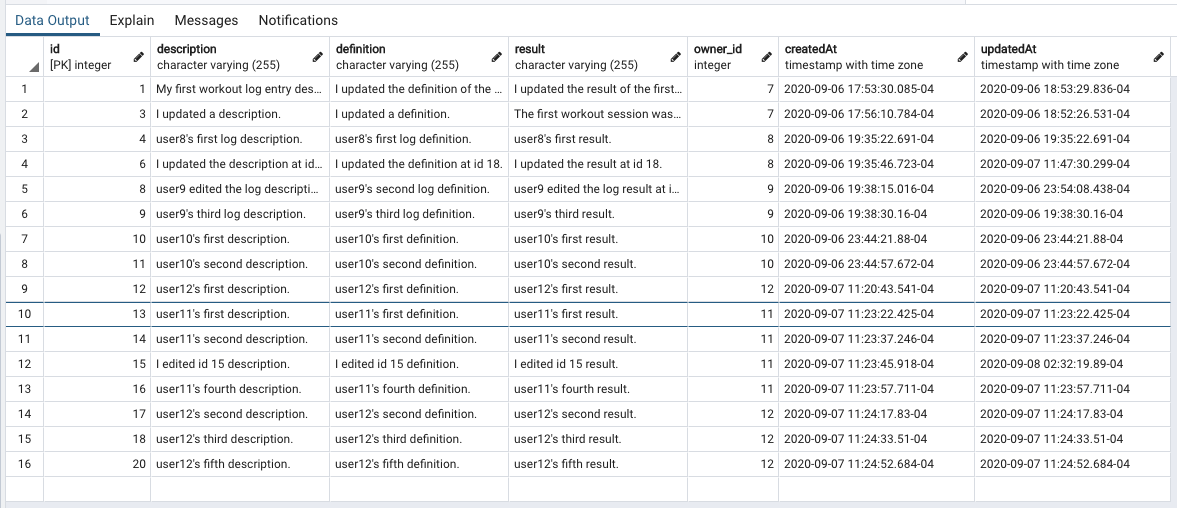 Data Output Explain Messages Notifications
id description definition result owner_id createdAt updatedAt
[PK] integer character varying (255) character varying (255) character varying (255) integer timestamp with time zone timestamp with time zone
1 1 My first workout log entry des... I updated the definition of the ... I updated the result of the first... 7 2020-09-06 17:53:30.085-04 2020-09-06 18:53:29.836-04
2 3 I updated a description. I updated a definition. The first workout session was... 7 2020-09-06 17:56:10.784-04 2020-09-06 18:52:26.531-04
3 4 user8's first log description. user8's first log definition. user8's first result. 8 2020-09-06 19:35:22.691-04 2020-09-06 19:35:22.691-04
4 6 I updated the description at id... I updated the definition at id 18. I updated the result at id 18. 8 2020-09-06 19:35:46.723-04 2020-09-07 11:47:30.299-04
5 8 user9 edited the log descripti... user9's second log definition. user9 edited the log result at i... 9 2020-09-06 19:38:15.016-04 2020-09-06 23:54:08.438-04
6 9 user9's third log description. user9's third log definition. user9's third result. 9 2020-09-06 19:38:30.16-04 2020-09-06 19:38:30.16-04
7 10 user10's first description. user10's first definition. user10's first result. 10 2020-09-06 23:44:21.88-04 2020-09-06 23:44:21.88-04
8 11 user10's second description. user10's second definition. user10's second result. 10 2020-09-06 23:44:57.672-04 2020-09-06 23:44:57.672-04
9 12 user12's first description. user12's first definition. user12's first result. 12 2020-09-07 11:20:43.541-04 2020-09-07 11:20:43.541-04
10 13 user11's first description. user11's first definition. user11's first result. 11 2020-09-07 11:23:22.425-04 2020-09-07 11:23:22.425-04
11 14 user11's second description. user11's second definition. user11's second result. 11 2020-09-07 11:23:37.246-04 2020-09-07 11:23:37.246-04
12 15 I edited id 15 description. I edited id 15 definition. I edited id 15 result. 11 2020-09-07 11:23:45.918-04 2020-09-08 02:32:19.89-04
13 16 user11's fourth description. user11's fourth definition. user11's fourth result. 11 2020-09-07 11:23:57.711-04 2020-09-07 11:23:57.711-04
14 17 user12's second description. user12's second definition. user12's second result. 12 2020-09-07 11:24:17.83-04 2020-09-07 11:24:17.83-04
15 18 user12's third description. user12's third definition. user12's third result. 12 2020-09-07 11:24:33.51-04 2020-09-07 11:24:33.51-04
16 20 user12's fifth description. user12's fifth definition. user12's fifth result. 12 2020-09-07 11:24:52.684-04 2020-09-07 11:24:52.684-04